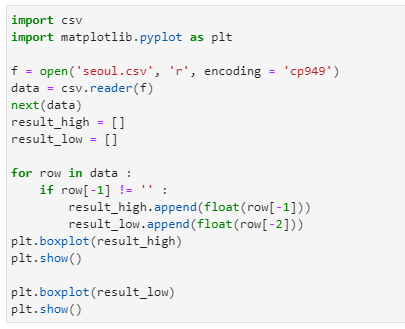 import csv
import matplotlib.pyplot as plt

f = open('seoul.csv', 'r', encoding = 'cp949')
data = csv.reader(f)
next(data)
result_high = []
result_low = []

for row in data :
    if row[-1] != '' :
        result_high.append(float(row[-1]))
        result_low.append(float(row[-2]))
plt.boxplot(result_high)
plt.show()

plt.boxplot(result_low)
plt.show()